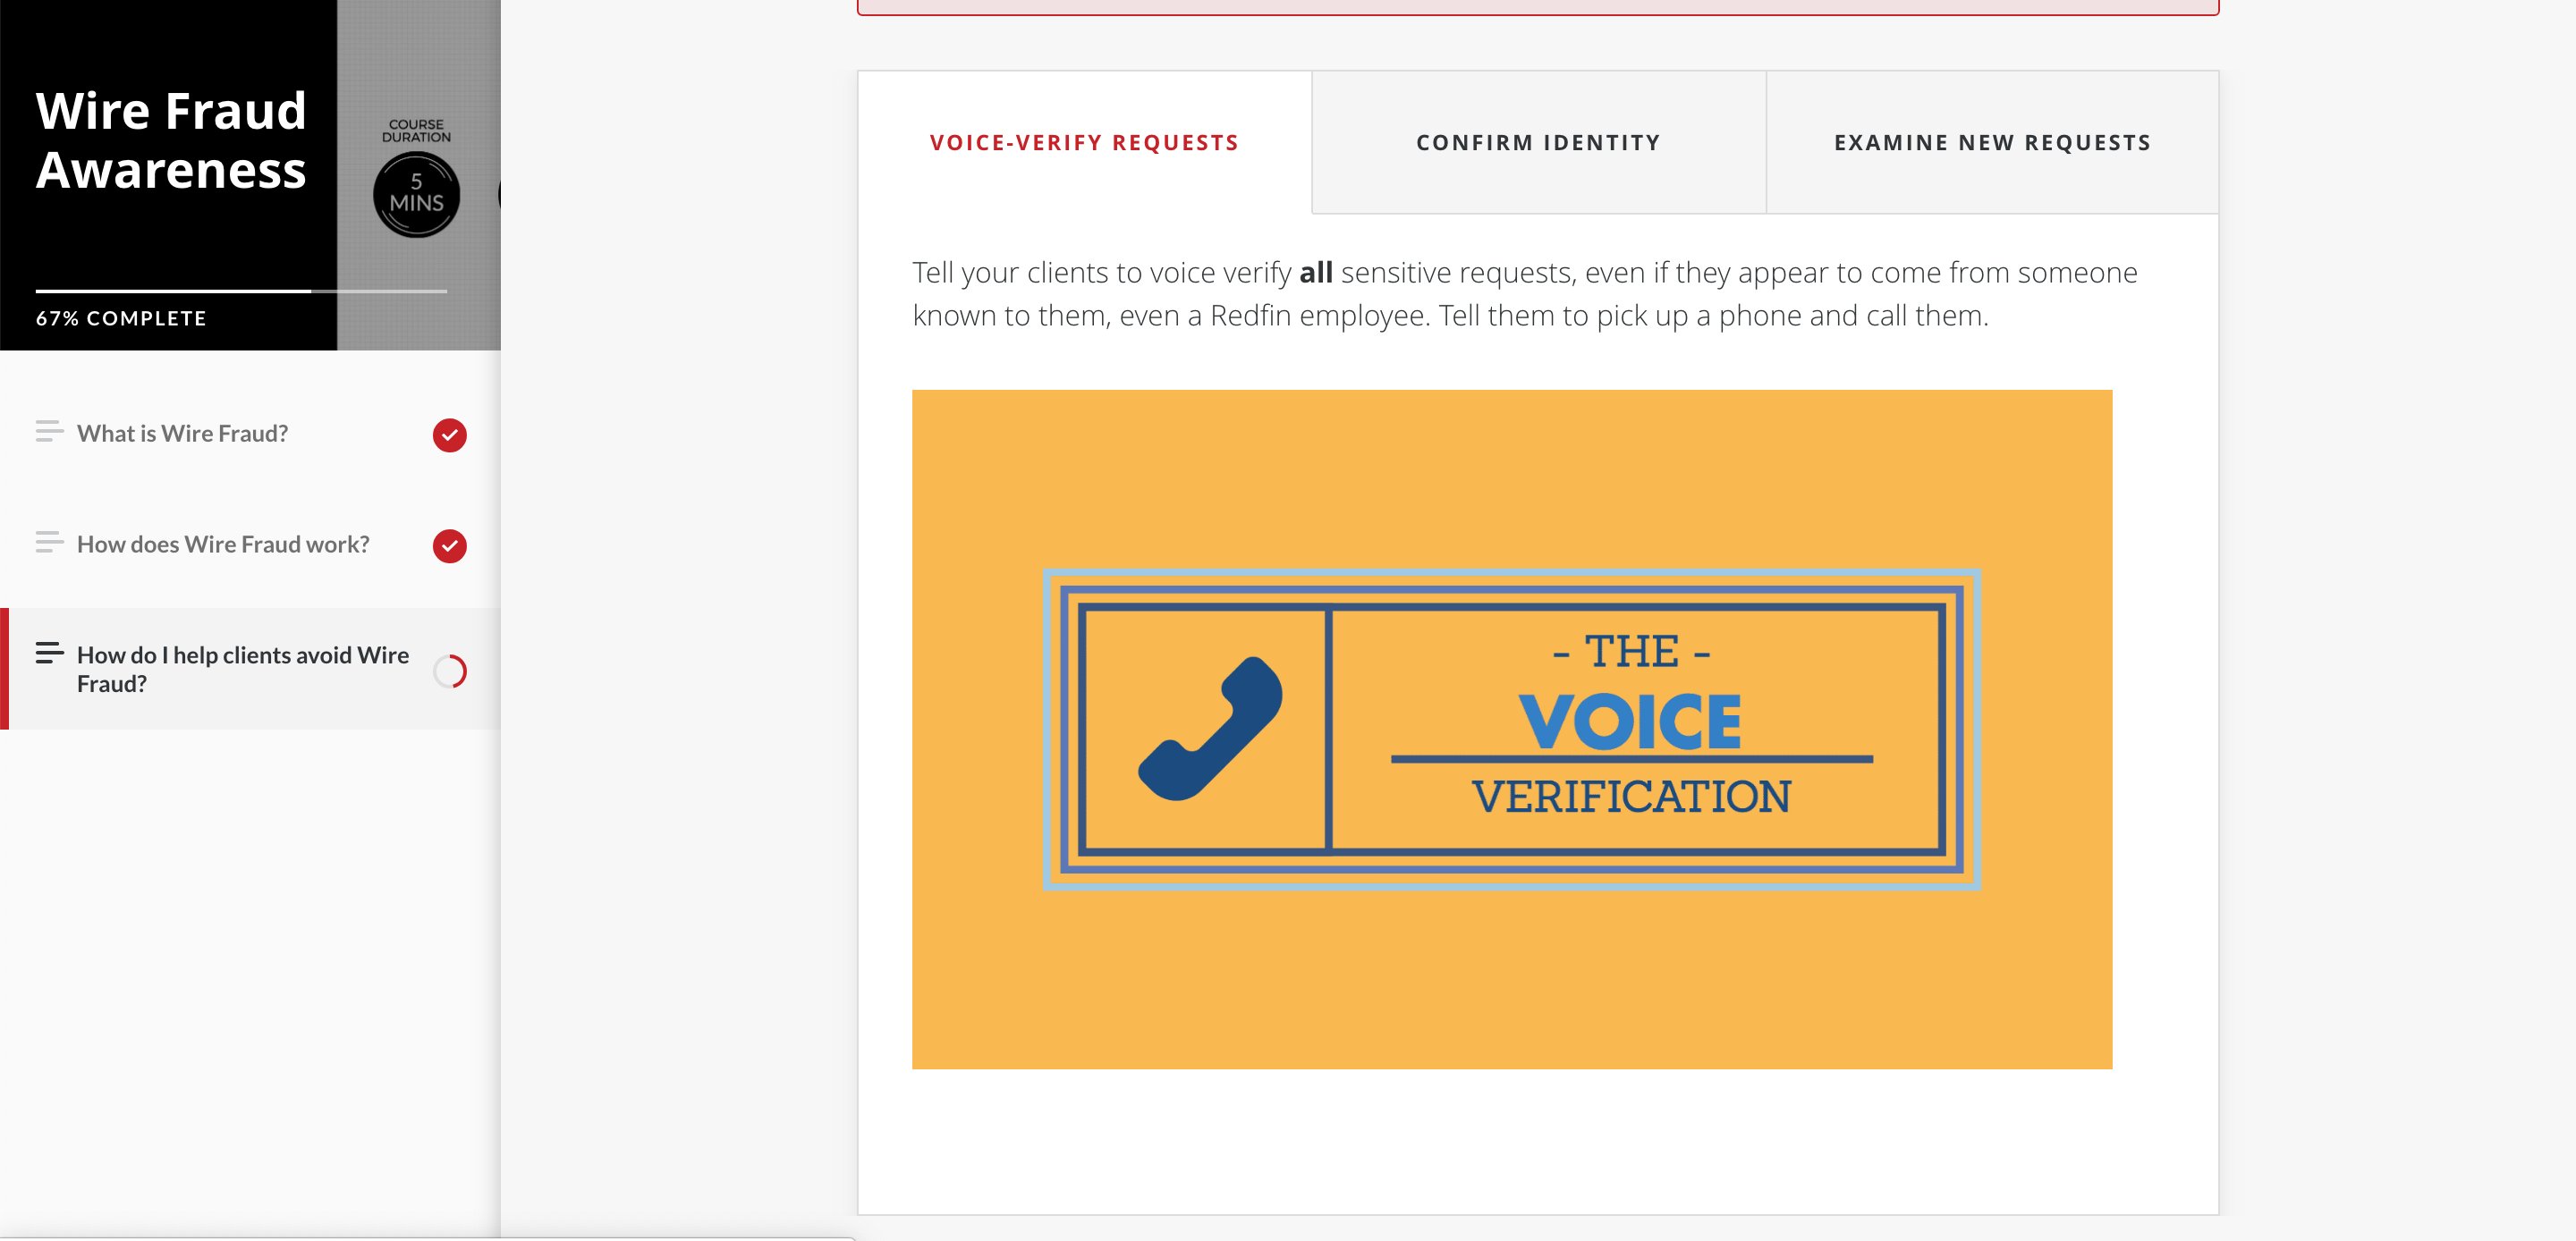 Wire Fraud
Awareness
COURSE
DURATION
5
MINS
67% COMPLETE
What is Wire Fraud?
How does Wire Fraud work?
How do I help clients avoid Wire
Fraud?
VOICE-VERIFY REQUESTS
CONFIRM IDENTITY
EXAMINE NEW REQUESTS
Tell your clients to voice verify all sensitive requests, even if they appear to come from someone
known to them, even a Redfin employee. Tell them to pick up a phone and call them.
- THE -
VOICE
VERIFICATION